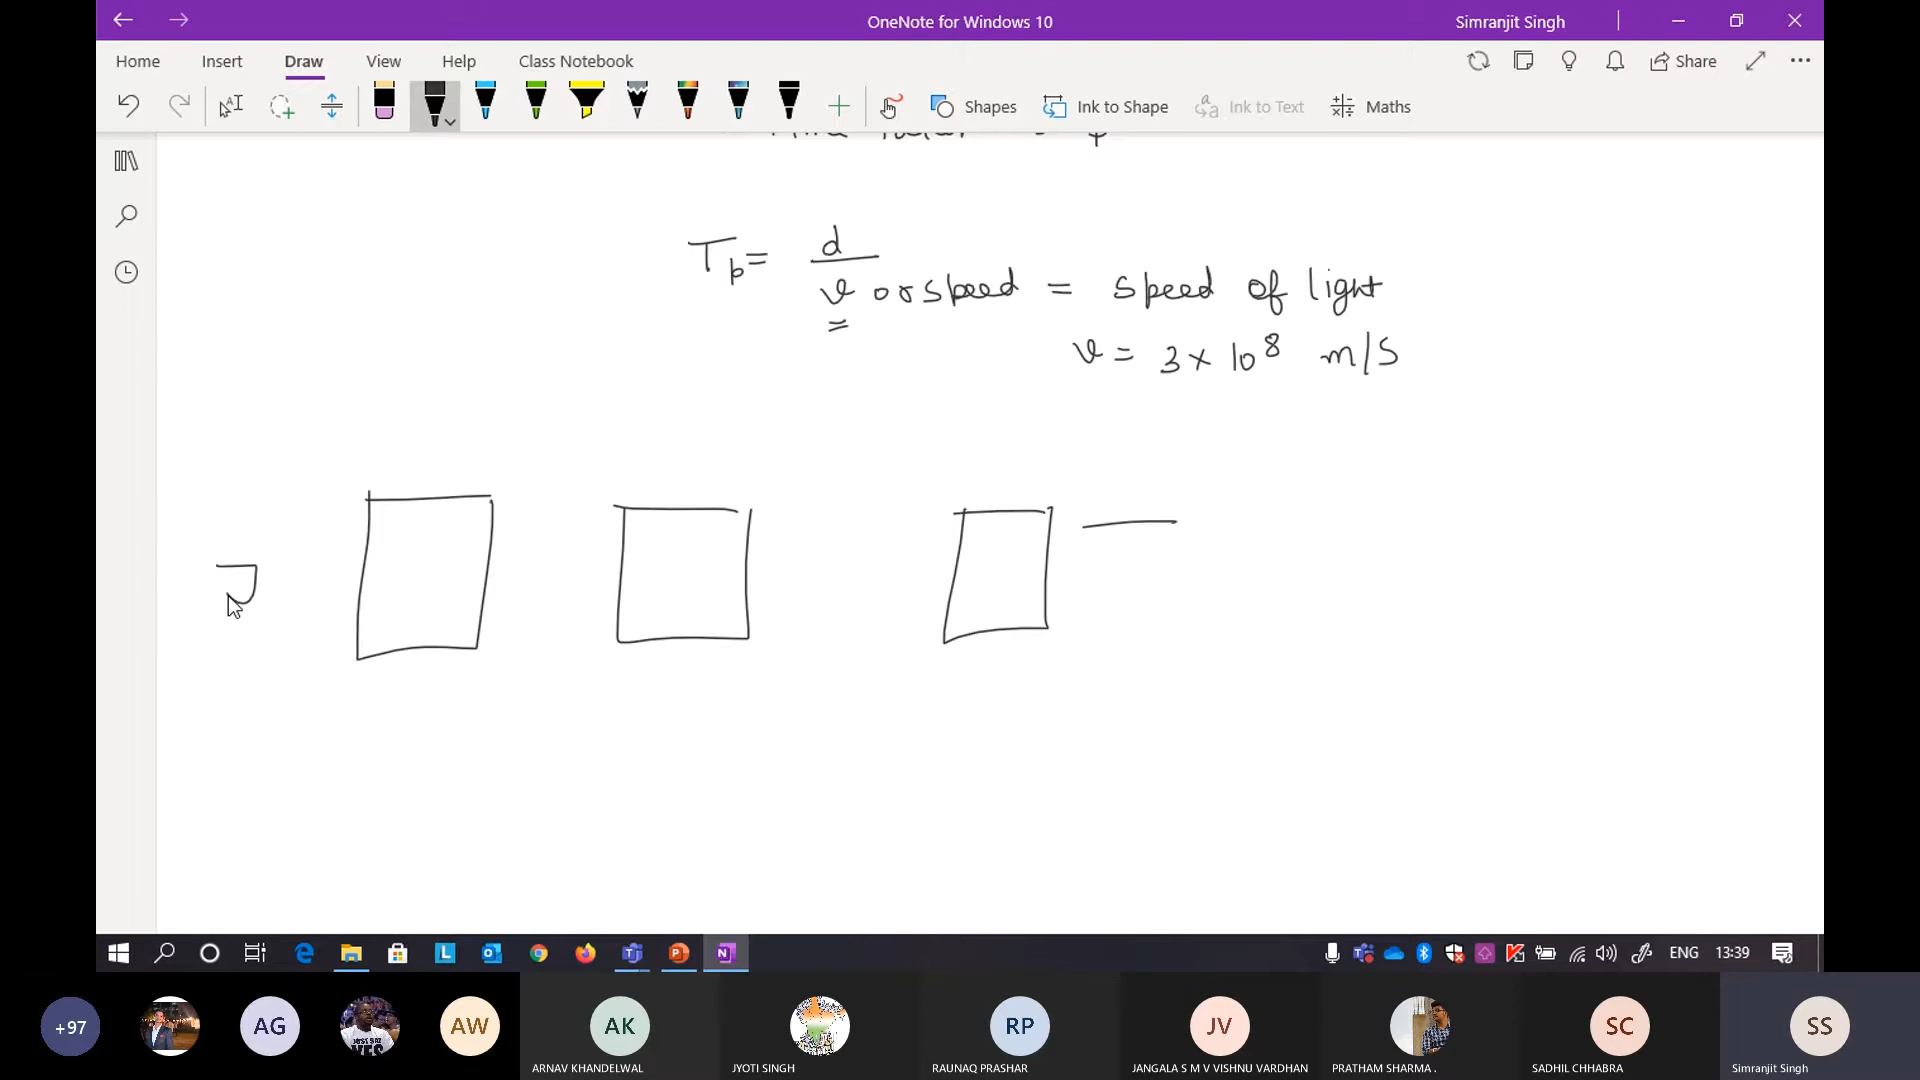 OneNote for Windows 10
Simranjit Singh
Home Insert Draw View Help Class Notebook
Share
Shapes Ink to Shape Ink to Text Maths
Tp = d
v or speed = speed of light
v = 3 × 10^8 m/s
ENG 13:39
+97 AG AW AK RP JV SC SS
ARNAV KHANDELWAL JYOTI SINGH RAUNAQ PRASHAR JANGALA S M V VISHNU VARDHAN PRATHAM SHARMA . SADHIL CHHABRA Simranjit Singh